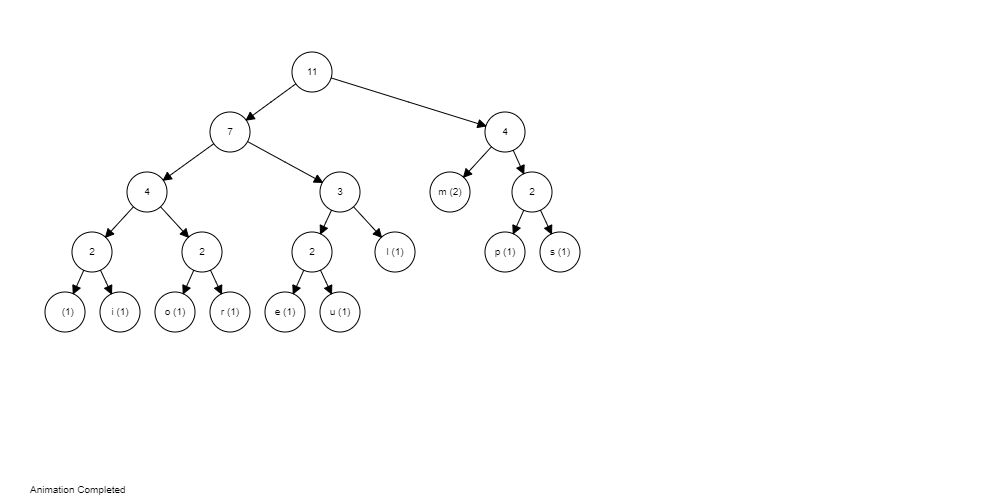 11
7
4
4
3
m (2)
2
2
2
2
l (1)
p (1)
s (1)
(1)
i (1)
o (1)
r (1)
e (1)
u (1)
Animation Completed